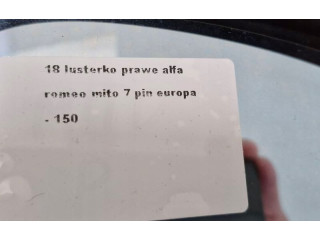 18 lusterko prawe alfa
romeo mito 7 pin europa
- 150